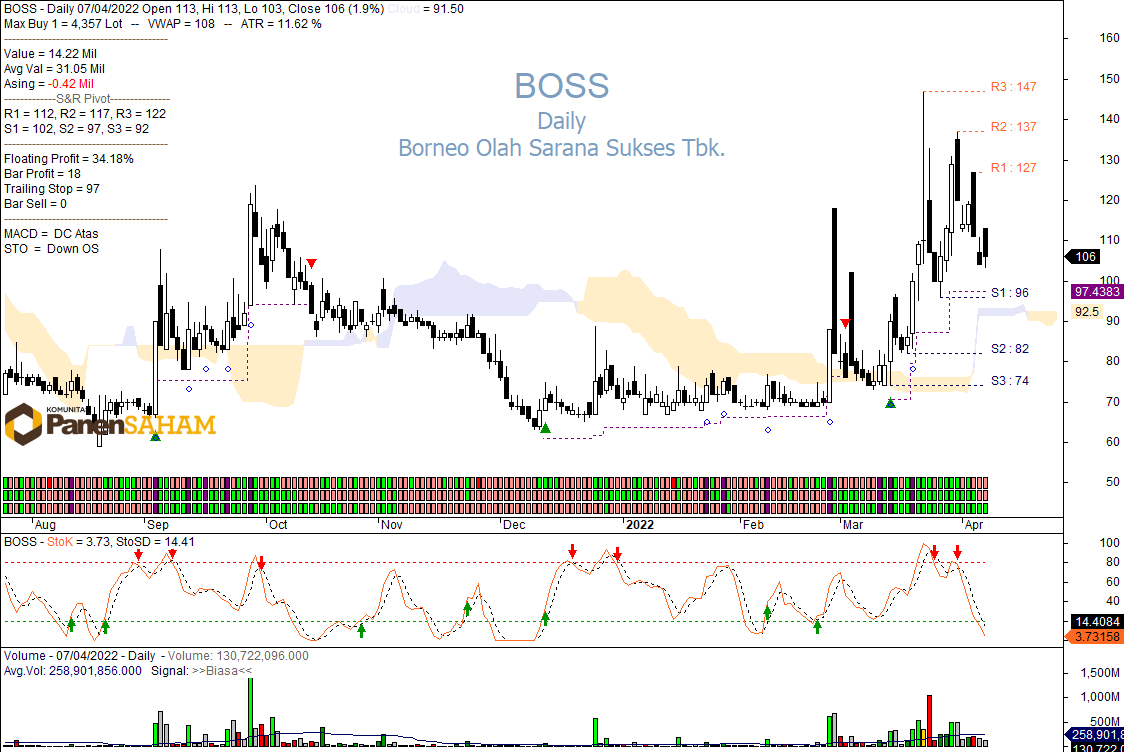 BOSS - Daily 07/04/2022 Open 113, Hi 113, Lo 103, Close 106 (1.9%) Cloud = 91.50
Max Buy 1 = 4,357 Lot -- VWAP = 108 -- ATR = 11.62 %
Value = 14.22 Mil
Avg Val = 31.05 Mil
Asing = -0.42 Mil
S&R Pivot
R1 = 112, R2 = 117, R3 = 122
S1 = 102, S2 = 97, S3 = 92
Floating Profit = 34.18%
Bar Profit = 18
Trailing Stop = 97
Bar Sell = 0
MACD = DC Atas
STO = Down OS
BOSS
Daily
Borneo Olah Sarana Sukses Tbk.
R3 : 147
R2 : 137
R1 : 127
S1 : 96
S2 : 82
S3 : 74
160
150
140
130
120
110
106
100
97.4383
92.5
90
80
70
60
50
KOMUNITAS
PanenSAHAM
Aug Sep Oct Nov Dec 2022 Feb Mar Apr
BOSS - StoK = 3.73, StoSD = 14.41
100
80
60
40
14.4084
3.73158
Volume - 07/04/2022 - Daily - Volume: 130,722,096.000
Avg.Vol: 258,901,856.000 Signal: >>Biasa<<
1,500M
1,000M
500M
258,901,8
130,722,0